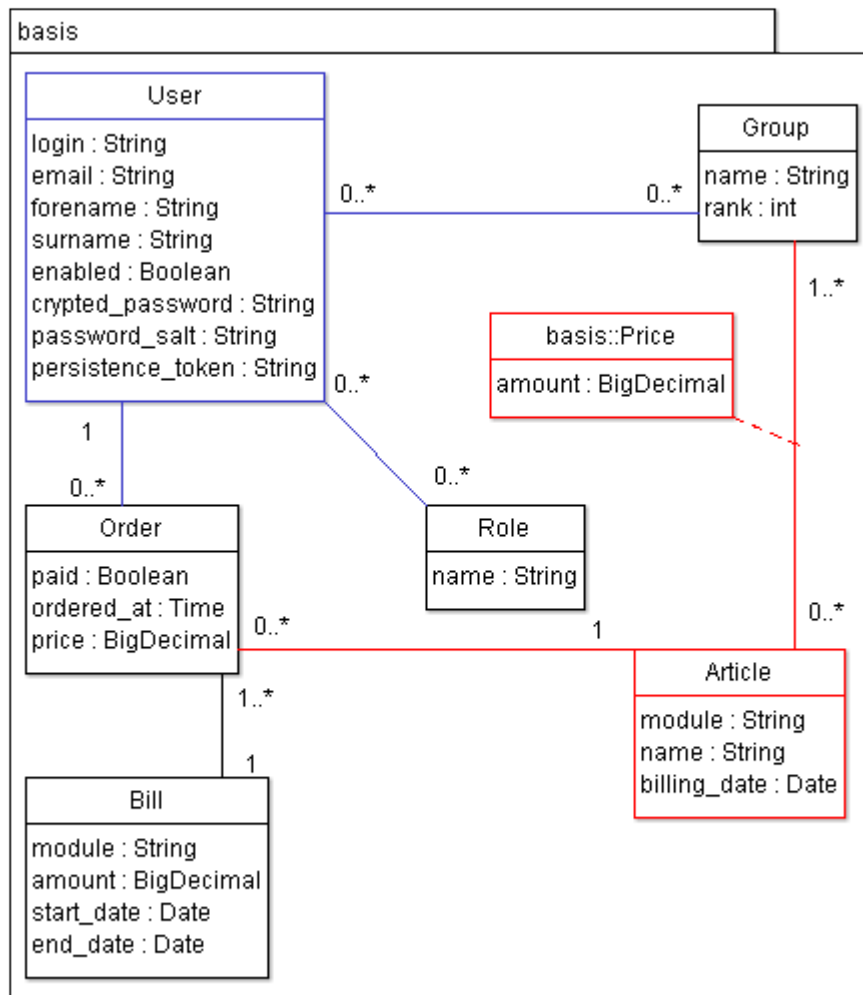 basis
User
login : String
email : String
forename : String
surname : String
enabled : Boolean
crypted_password : String
password_salt : String
persistence_token : String
Group
name : String
rank : int
0..*
0..*
1..*
basis::Price
amount : BigDecimal
0..*
1
0..*
0..*
Order
paid : Boolean
ordered_at : Time
price : BigDecimal
Role
name : String
0..*
1
0..*
Article
module : String
name : String
billing_date : Date
1..*
1
Bill
module : String
amount : BigDecimal
start_date : Date
end_date : Date